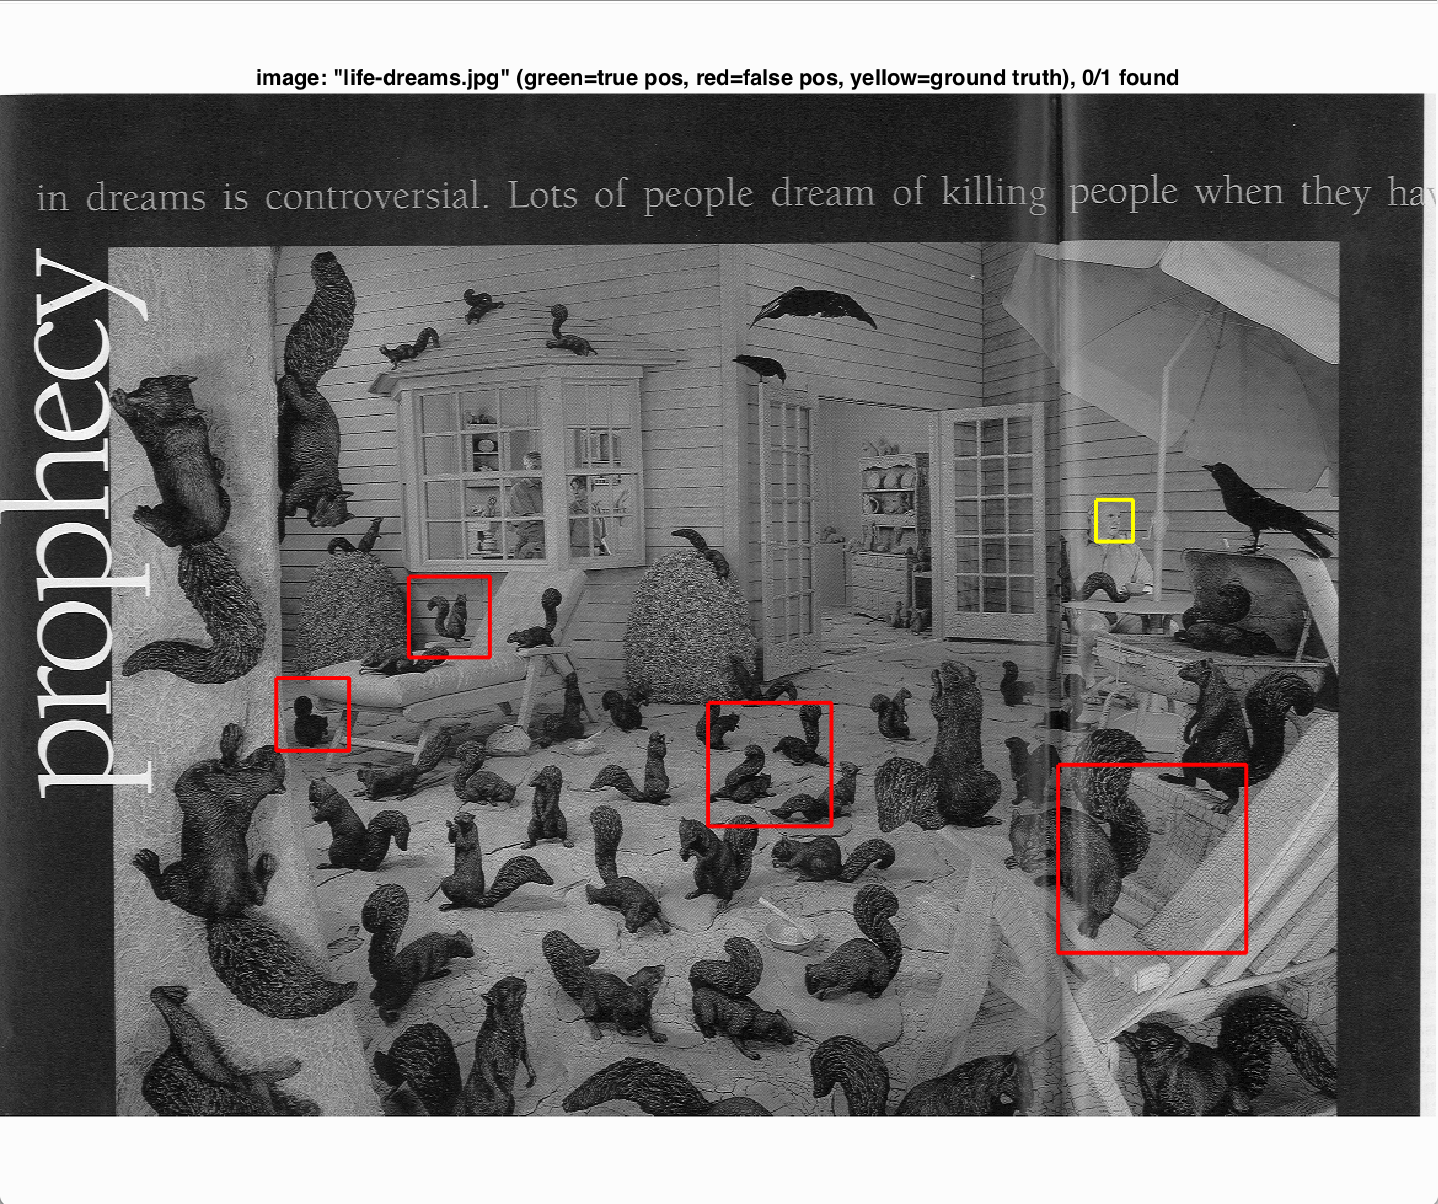 image: "life-dreams.jpg" (green=true pos, red=false pos, yellow=ground truth), 0/1 found
in dreams is controversial. Lots of people dream of killing people when they hav
prophecy